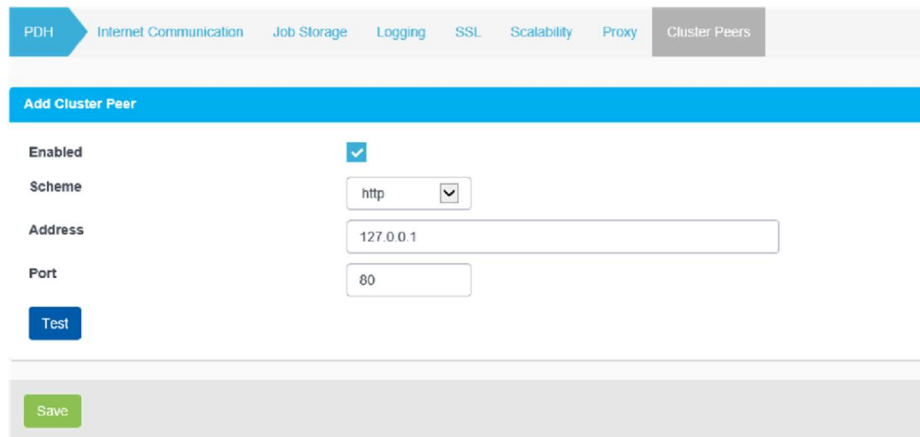 PDH Internet Communication Job Storage Logging SSL Scalability Proxy Cluster Peers
Add Cluster Peer
Enabled
Scheme http
Address 127.0.0.1
Port 80
Test
Save